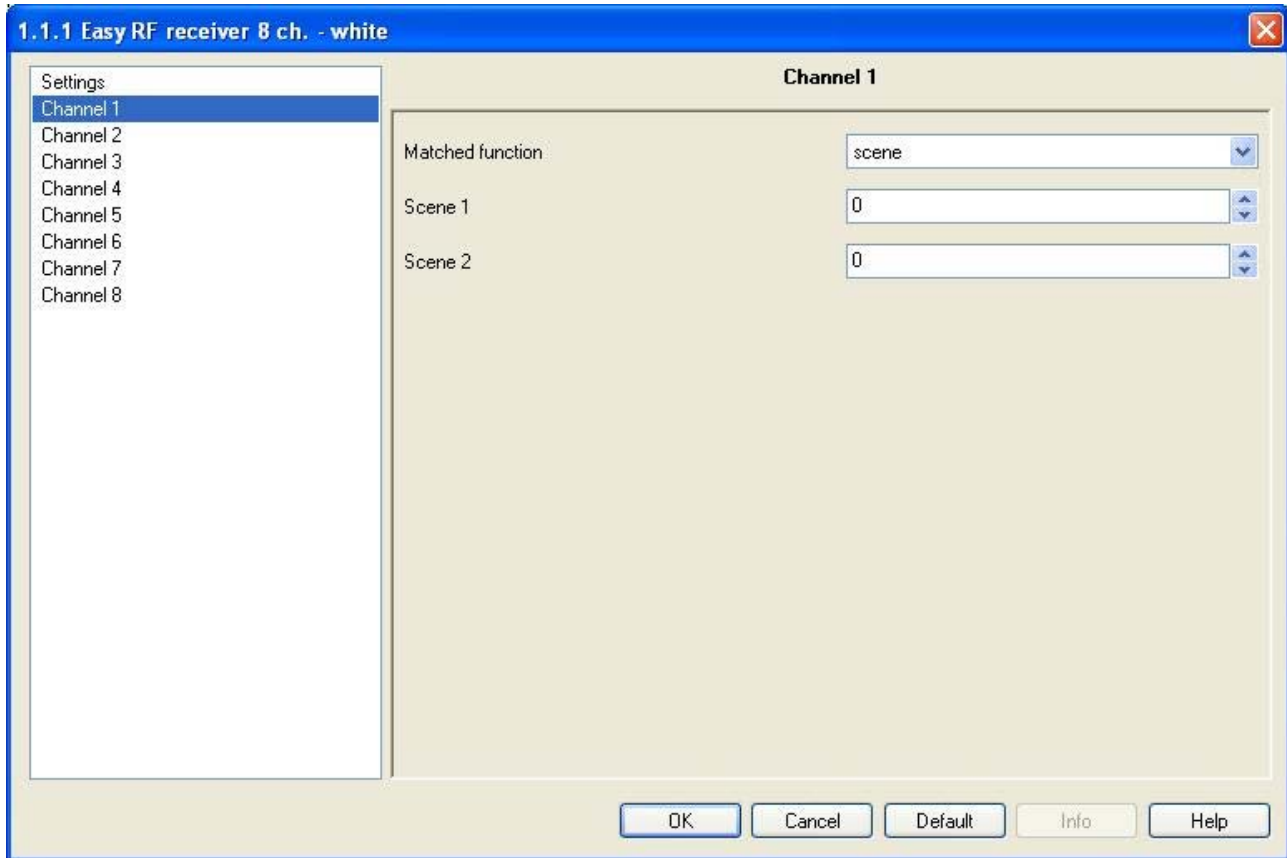 1.1.1 Easy RF receiver 8 ch. - white
Settings
Channel 1
Channel 2
Channel 3
Channel 4
Channel 5
Channel 6
Channel 7
Channel 8
Channel 1
Matched function
scene
Scene 1
0
Scene 2
0
OK
Cancel
Default
Info
Help